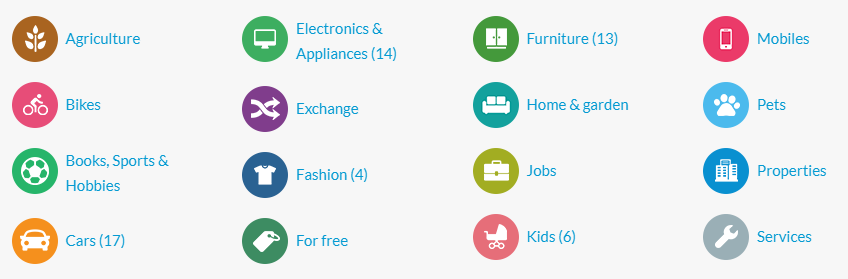 Agriculture
Bikes
Books, Sports &
Hobbies
Cars (17)
Electronics &
Appliances (14)
Exchange
Fashion (4)
For free
Furniture (13)
Home & garden
Jobs
Kids (6)
Mobiles
Pets
Properties
Services